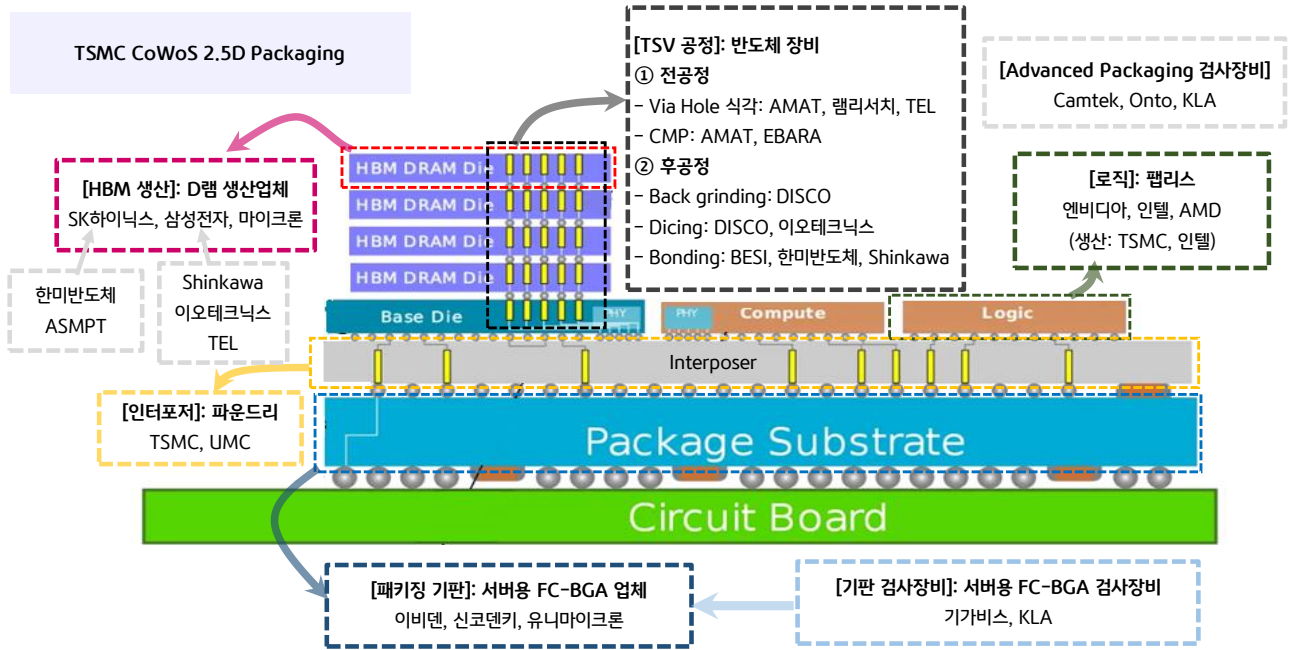 TSMC CoWoS 2.5D Packaging
[TSV 공정]: 반도체 장비
① 전공정
- Via Hole 식각: AMAT, 램리서치, TEL
- CMP: AMAT, EBARA
② 후공정
- Back grinding: DISCO
- Dicing: DISCO, 이오테크닉스
- Bonding: BESI, 한미반도체, Shinkawa
[Advanced Packaging 검사장비]
Camtek, Onto, KLA
[HBM 생산]: D램 생산업체
SK하이닉스, 삼성전자, 마이크론
한미반도체
ASMPT
Shinkawa
이오테크닉스
TEL
HBM DRAM Die
HBM DRAM Die
HBM DRAM Die
HBM DRAM Die
[로직]: 팹리스
엔비디아, 인텔, AMD
(생산: TSMC, 인텔)
Base Die
PHY
PHY
Compute
Logic
Interposer
[인터포저]: 파운드리
TSMC, UMC
Package Substrate
Circuit Board
[패키징 기판]: 서버용 FC-BGA 업체
이비덴, 신코덴키, 유니마이크론
[기판 검사장비]: 서버용 FC-BGA 검사장비
기가비스, KLA